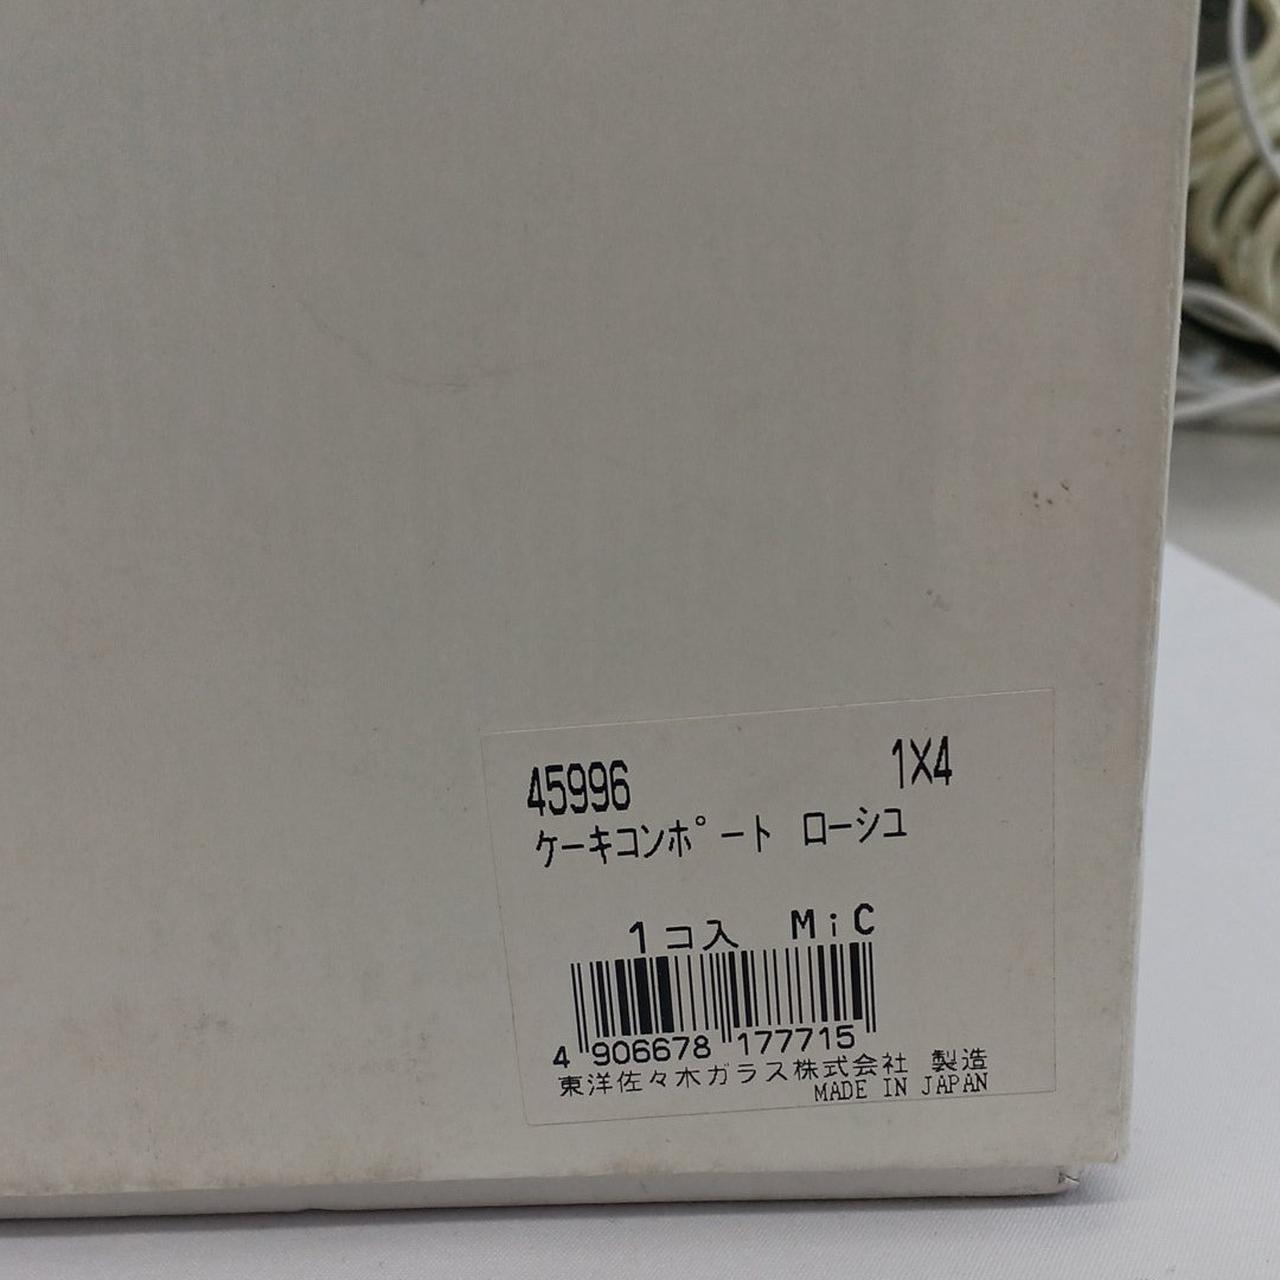 45996 1X4
ケーキコンポート ローシュ
1コ入 MiC
4 906678 177715
東洋佐々木ガラス株式会社 製造
MADE IN JAPAN